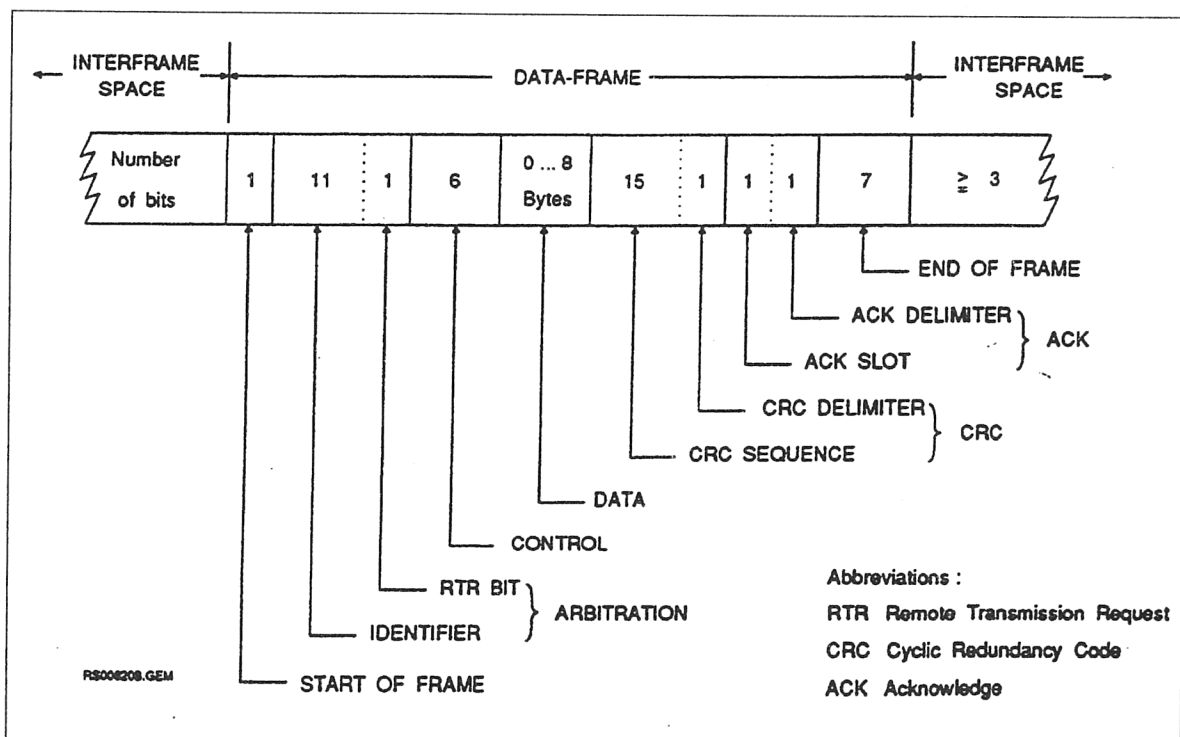 INTERFRAME SPACE
DATA-FRAME
INTERFRAME SPACE
Number of bits
1
11
1
6
0 ... 8 Bytes
15
1
1
1
7
≥ 3
END OF FRAME
ACK DELIMITER
ACK
ACK SLOT
CRC DELIMITER
CRC
CRC SEQUENCE
DATA
CONTROL
RTR BIT
ARBITRATION
IDENTIFIER
START OF FRAME
Abbreviations :
RTR Remote Transmission Request
CRC Cyclic Redundancy Code
ACK Acknowledge